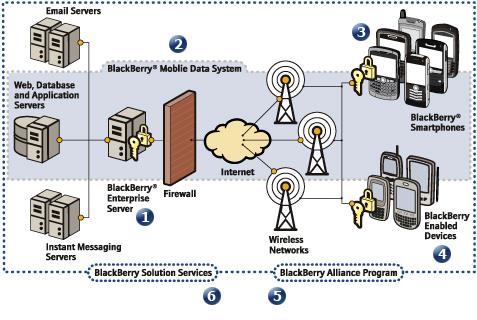 Email Servers
2
3
BlackBerry® Moblie Data System
Web, Database
and Application
Servers
BlackBerry®
Smartphones
Internet
BlackBerry®
Enterprise
Server
1
Firewall
Wireless
Networks
BlackBerry
Enabled
Devices
4
Instant Messaging
Servers
BlackBerry Solution Services
BlackBerry Alliance Program
6
5